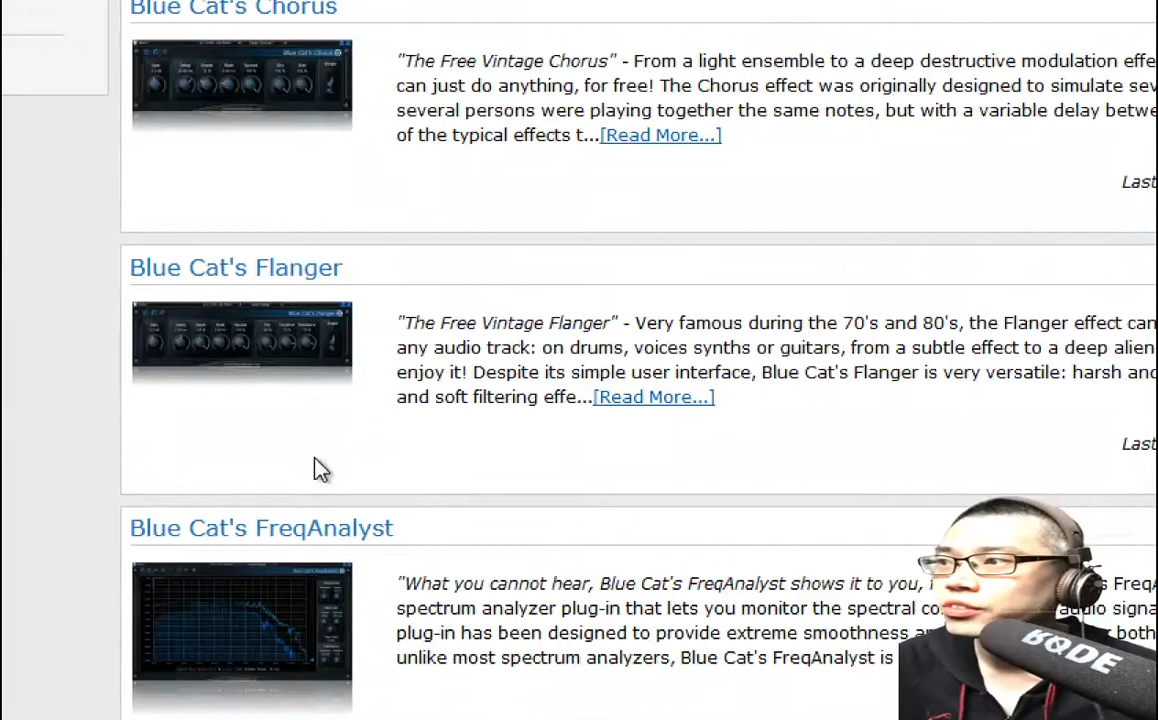 Blue Cat's Chorus
"The Free Vintage Chorus" - From a light ensemble to a deep destructive modulation effe
can just do anything, for free! The Chorus effect was originally designed to simulate sev
several persons were playing together the same notes, but with a variable delay betwe
of the typical effects t...[Read More...]
Last
Blue Cat's Flanger
"The Free Vintage Flanger" - Very famous during the 70's and 80's, the Flanger effect can
any audio track: on drums, voices synths or guitars, from a subtle effect to a deep alien
enjoy it! Despite its simple user interface, Blue Cat's Flanger is very versatile: harsh and
and soft filtering effe...[Read More...]
Last
Blue Cat's FreqAnalyst
"What you cannot hear, Blue Cat's FreqAnalyst shows it to you, Freq
spectrum analyzer plug-in that lets you monitor the spectral audio signa
plug-in has been designed to provide extreme smoothness both
unlike most spectrum analyzers, Blue Cat's FreqAnalyst is
RØDE